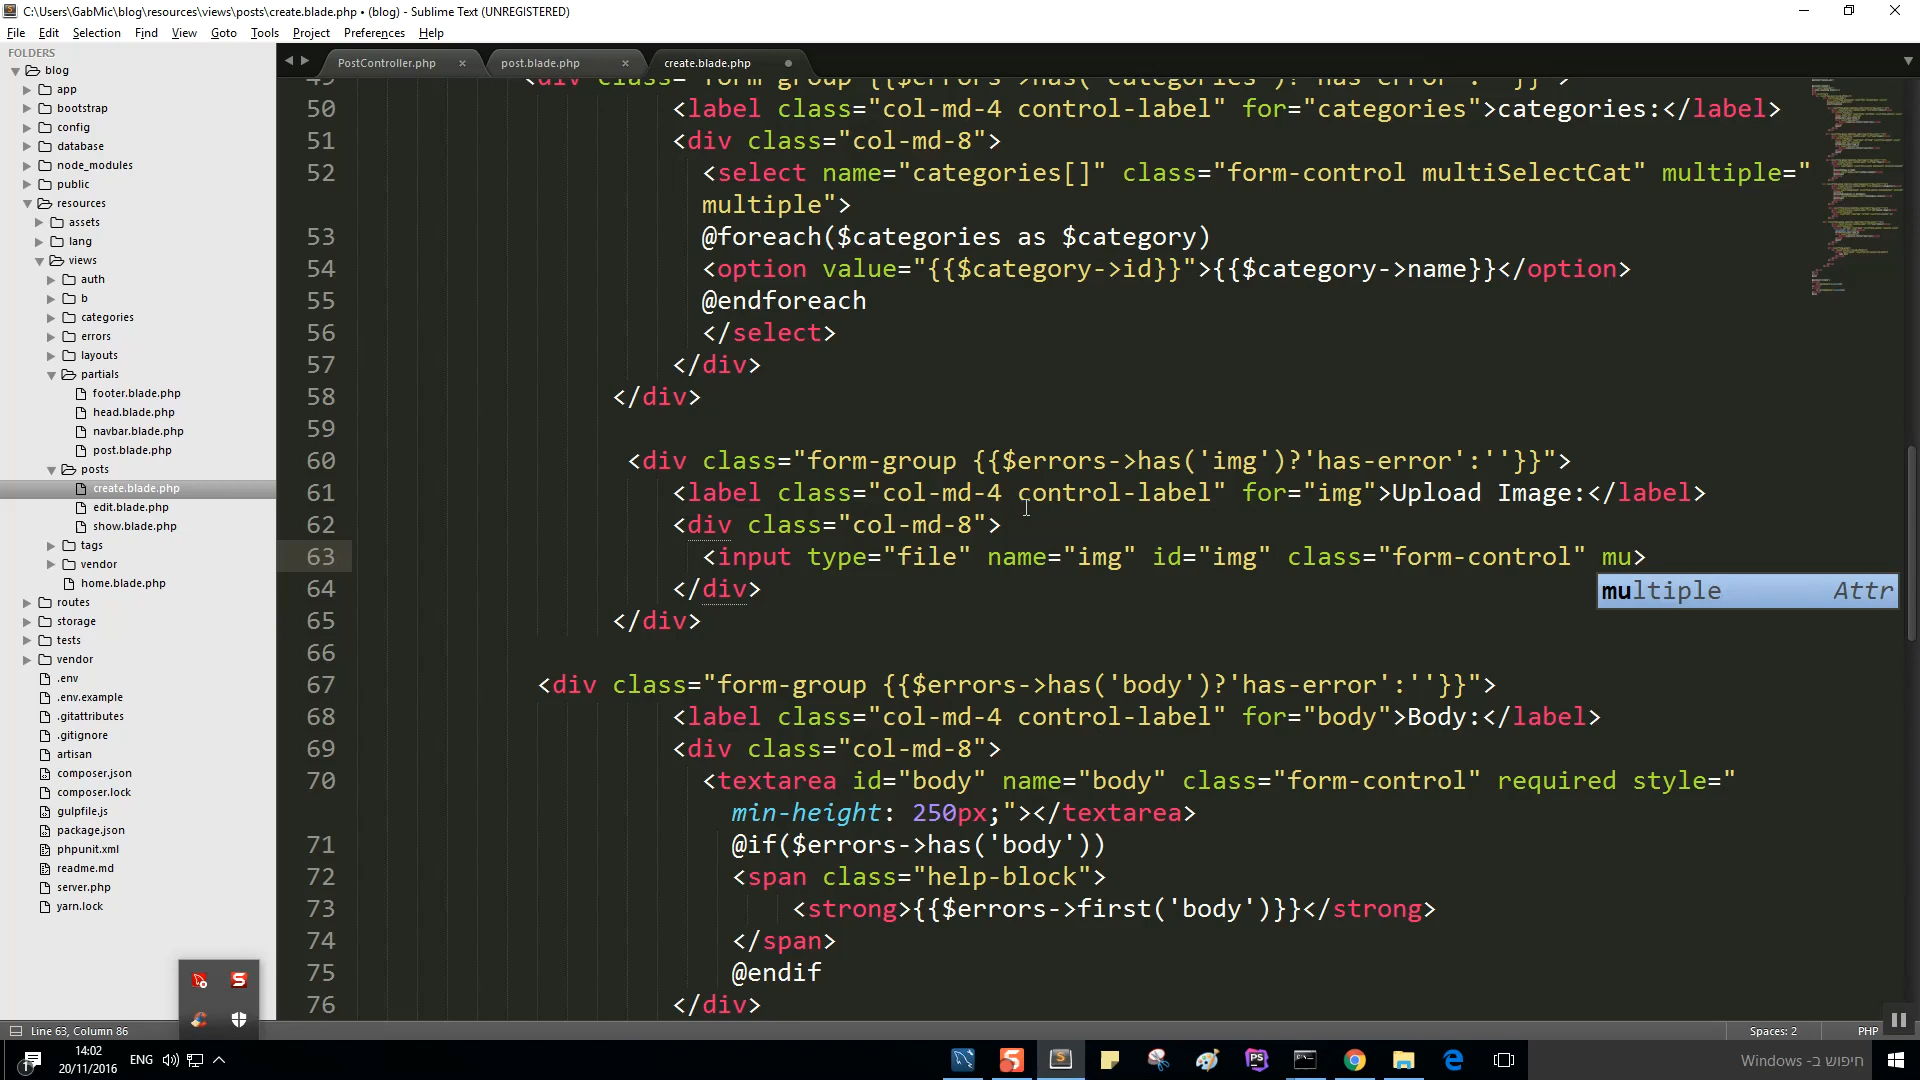 C:\Users\GabMic\blog\resources\views\posts\create.blade.php • (blog) - Sublime Text (UNREGISTERED)
File Edit Selection Find View Goto Tools Project Preferences Help
FOLDERS
blog
app
bootstrap
config
database
node_modules
public
resources
assets
lang
views
auth
b
categories
errors
layouts
partials
footer.blade.php
head.blade.php
navbar.blade.php
post.blade.php
posts
create.blade.php
edit.blade.php
show.blade.php
tags
vendor
home.blade.php
routes
storage
tests
vendor
.env
.env.example
.gitattributes
.gitignore
artisan
composer.json
composer.lock
gulpfile.js
package.json
phpunit.xml
readme.md
server.php
yarn.lock
PostController.php × post.blade.php × create.blade.php
49 <div class="form-group {{$errors->has('categories')?'has-error':''}}">
50 <label class="col-md-4 control-label" for="categories">categories:</label>
51 <div class="col-md-8">
52 <select name="categories[]" class="form-control multiSelectCat" multiple="
multiple">
53 @foreach($categories as $category)
54 <option value="{{$category->id}}">{{$category->name}}</option>
55 @endforeach
56 </select>
57 </div>
58 </div>
59
60 <div class="form-group {{$errors->has('img')?'has-error':''}}">
61 <label class="col-md-4 control-label" for="img">Upload Image:</label>
62 <div class="col-md-8">
63 <input type="file" name="img" id="img" class="form-control" mu>
multiple Attr
64 </div>
65 </div>
66
67 <div class="form-group {{$errors->has('body')?'has-error':''}}">
68 <label class="col-md-4 control-label" for="body">Body:</label>
69 <div class="col-md-8">
70 <textarea id="body" name="body" class="form-control" required style="
min-height: 250px;"></textarea>
71 @if($errors->has('body'))
72 <span class="help-block">
73 <strong>{{$errors->first('body')}}</strong>
74 </span>
75 @endif
76 </div>
Line 63, Column 86 Spaces: 2 PHP
14:02
20/11/2016
ENG
חיפוש ב- Windows